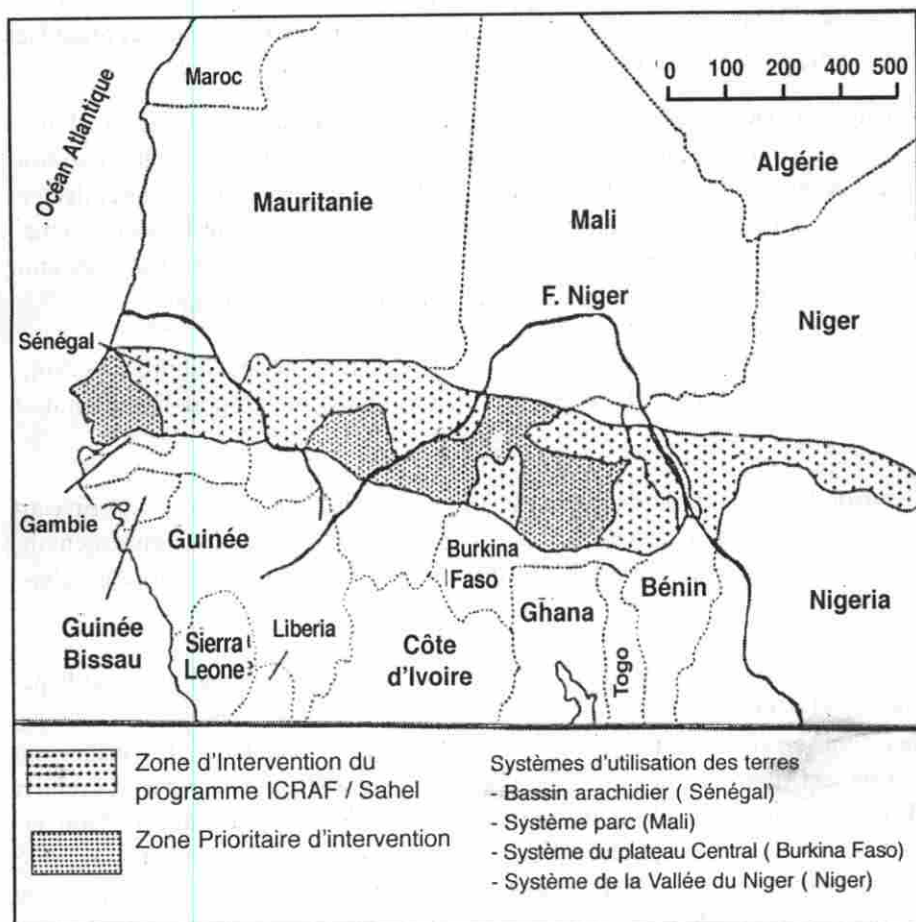 Océan Atlantique
Maroc
0 100 200 400 500
Algérie
Mauritanie
Mali
F. Niger
Niger
Sénégal
Gambie
Guinée
Burkina
Faso
Bénin
Nigeria
Ghana
Togo
Guinée
Bissau
Sierra
Leone
Liberia
Côte
d'Ivoire
Zone d'Intervention du
programme ICRAF / Sahel
Zone Prioritaire d'intervention
Systèmes d'utilisation des terres
- Bassin arachidier ( Sénégal)
- Système parc (Mali)
- Système du plateau Central ( Burkina Faso)
- Système de la Vallée du Niger ( Niger)